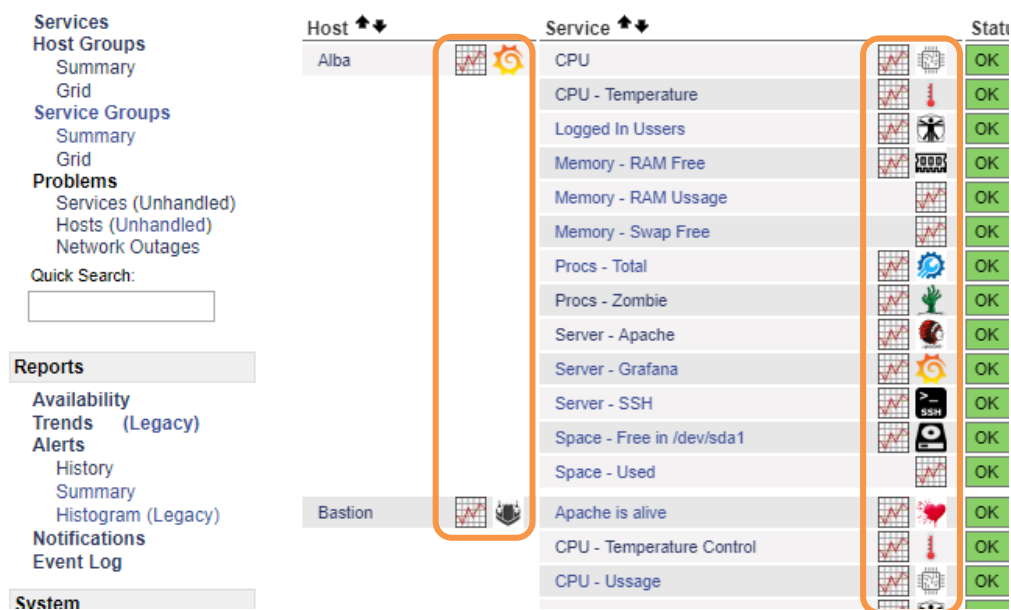 Services
Host Groups
Summary
Grid
Service Groups
Summary
Grid
Problems
Services (Unhandled)
Hosts (Unhandled)
Network Outages
Quick Search:
Reports
Availability
Trends (Legacy)
Alerts
History
Summary
Histogram (Legacy)
Notifications
Event Log
System
Host Service Statu
Alba CPU OK
CPU - Temperature OK
Logged In Ussers OK
Memory - RAM Free OK
Memory - RAM Ussage OK
Memory - Swap Free OK
Procs - Total OK
Procs - Zombie OK
Server - Apache OK
Server - Grafana OK
Server - SSH >_ SSH OK
Space - Free in /dev/sda1 OK
Space - Used OK
Bastion Apache is alive OK
CPU - Temperature Control OK
CPU - Ussage OK